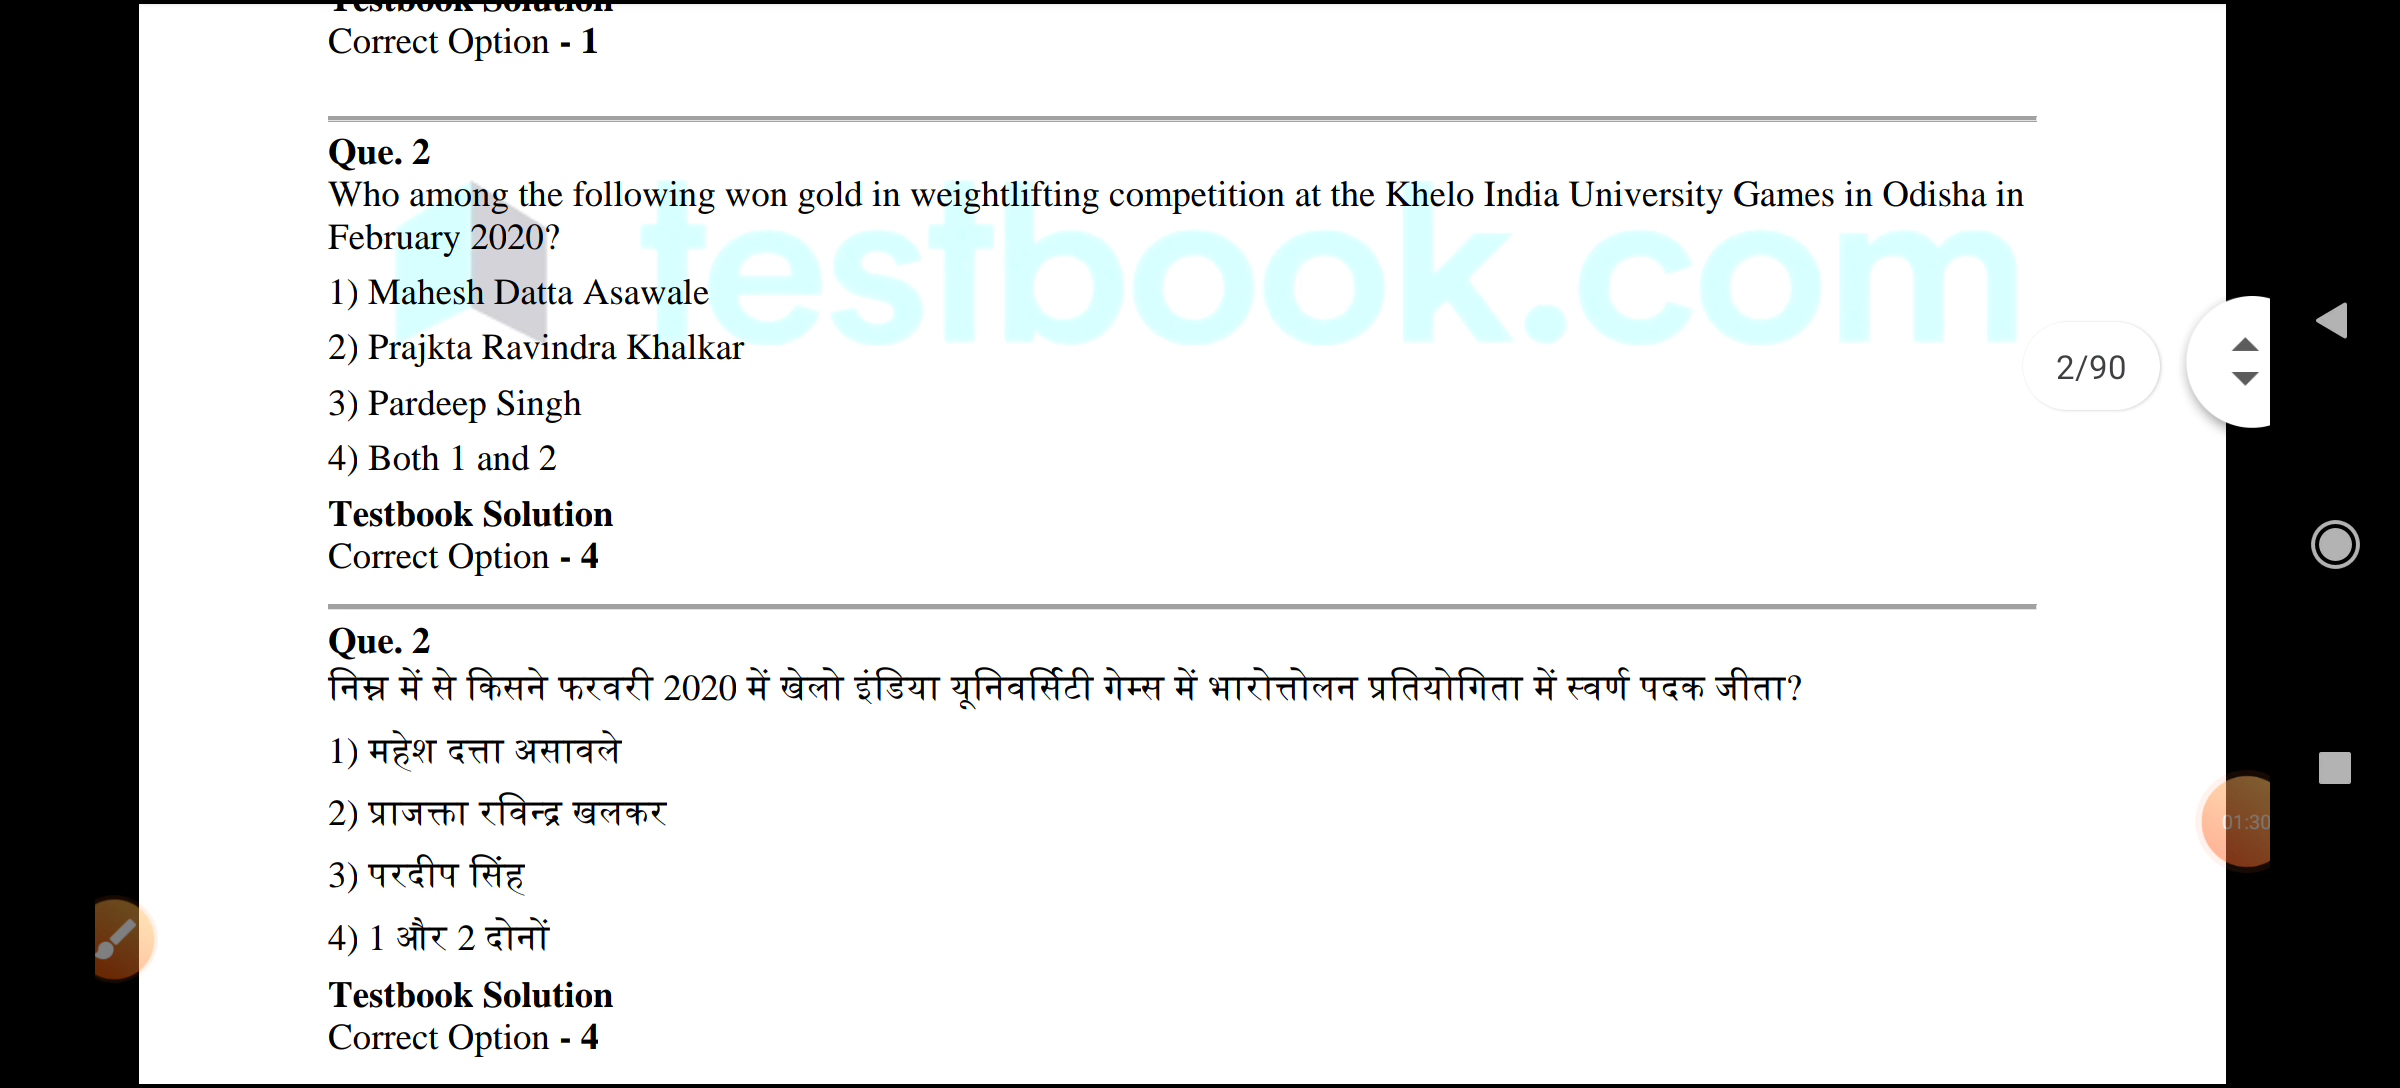 Testbook Solution
Correct Option - 1
Que. 2
Who among the following won gold in weightlifting competition at the Khelo India University Games in Odisha in
February 2020?
testbook.com
1) Mahesh Datta Asawale
2) Prajkta Ravindra Khalkar
3) Pardeep Singh
4) Both 1 and 2
2/90
Testbook Solution
Correct Option - 4
Que. 2
निम्न में से किसने फरवरी 2020 में खेलो इंडिया यूनिवर्सिटी गेम्स में भारोत्तोलन प्रतियोगिता में स्वर्ण पदक जीता?
1) महेश दत्ता असावले
2) प्राजक्ता रविन्द्र खलकर
3) परदीप सिंह
4) 1 और 2 दोनों
01:30
Testbook Solution
Correct Option - 4